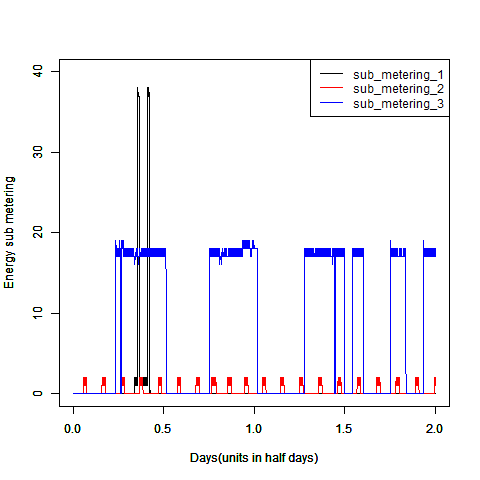 sub_metering_1
sub_metering_2
sub_metering_3
Energy sub metering
40
30
20
10
0
0.0 0.5 1.0 1.5 2.0
Days(units in half days)